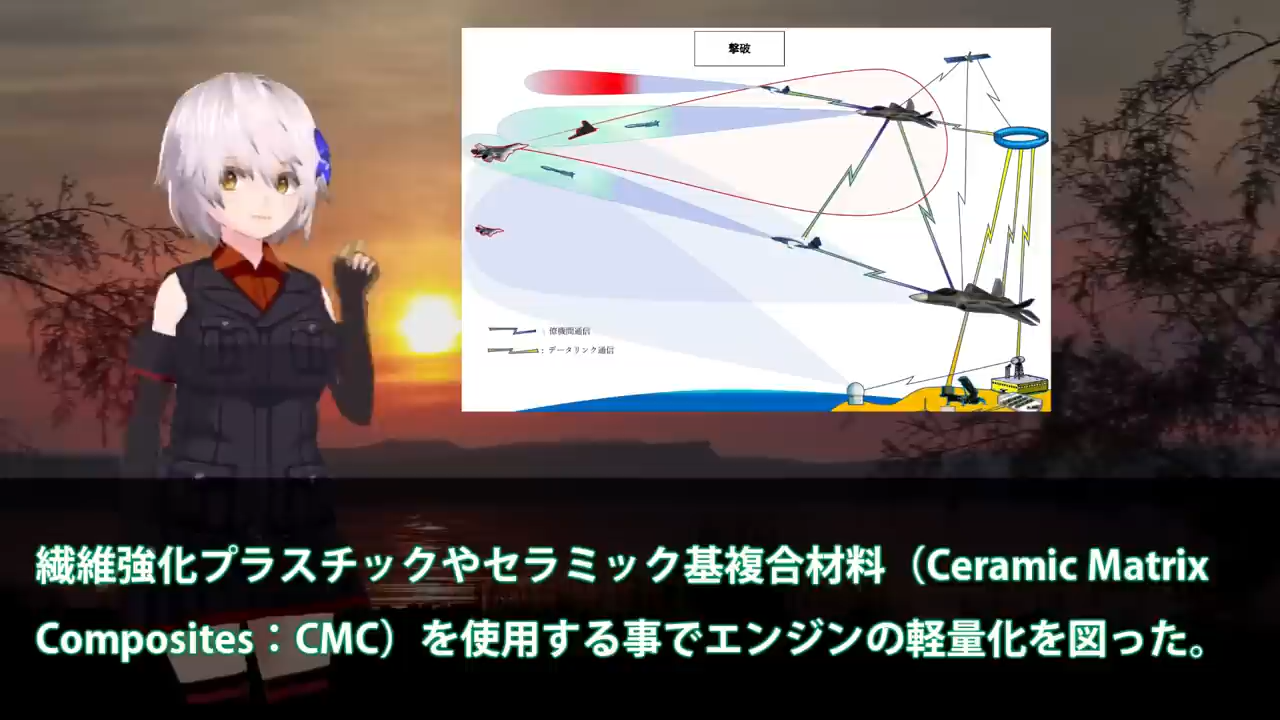 撃破
: 僚機間通信
: データリンク通信
繊維強化プラスチックやセラミック基複合材料（Ceramic Matrix
Composites：CMC）を使用する事でエンジンの軽量化を図った。